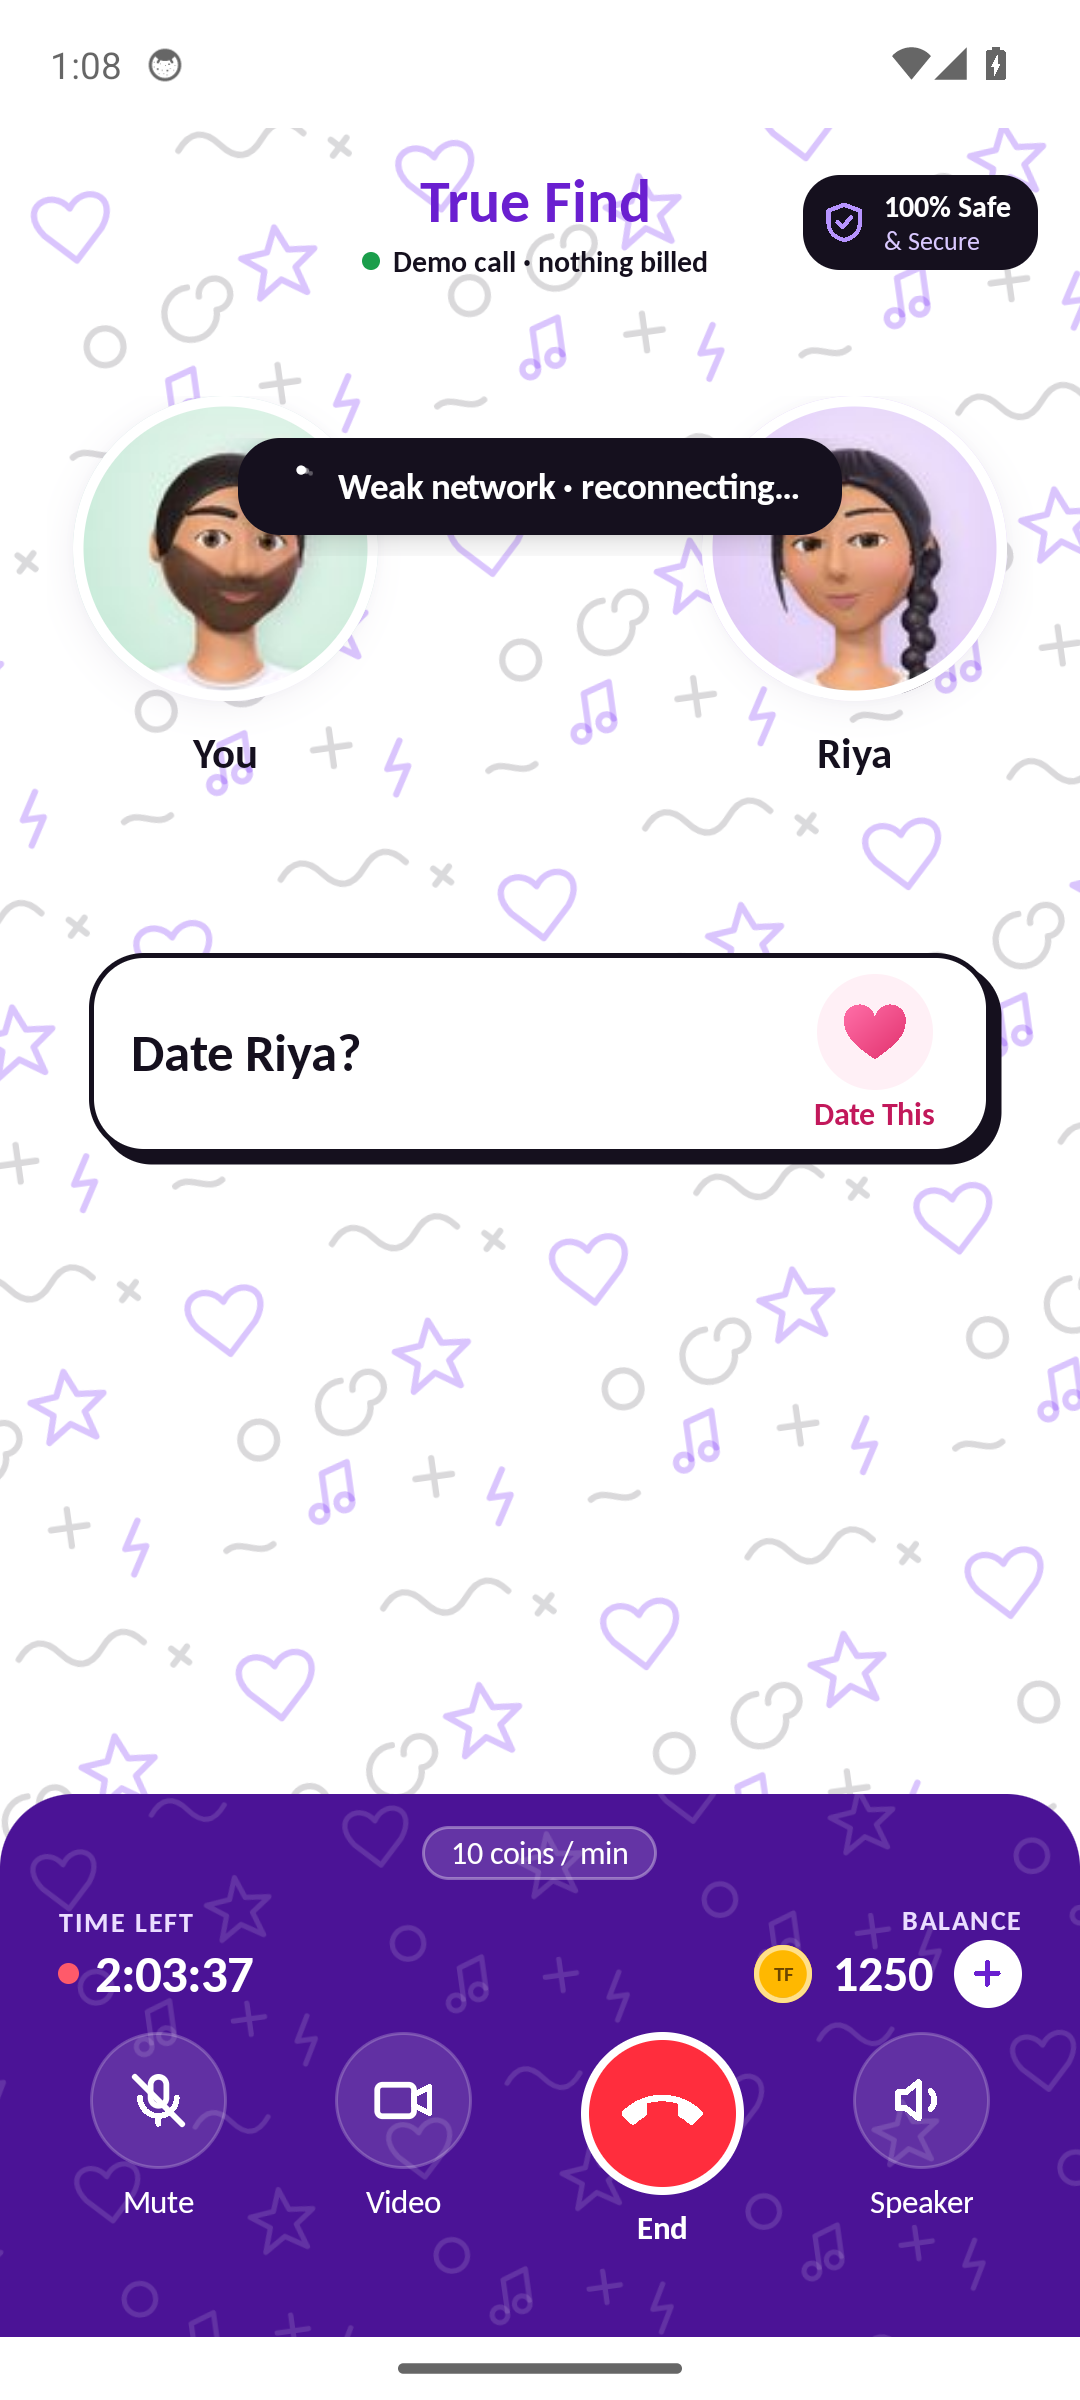 1:08
True Find
Demo call · nothing billed
100% Safe
& Secure
Weak network · reconnecting...
You
Riya
Date Riya?
Date This
10 coins / min
TIME LEFT
2:03:37
BALANCE
TF
1250
Mute
Video
End
Speaker